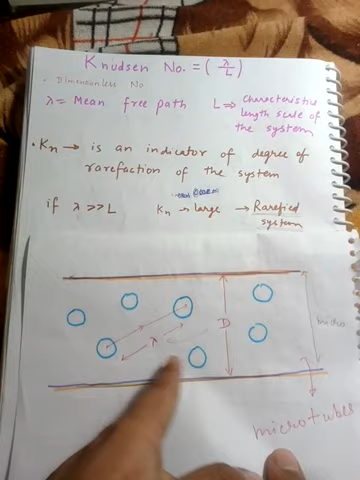 Knudsen No. = (λ/L)
• Dimensionless No
λ = Mean free path L ⇒ characteristic
length scale of
the system
• Kn → is an indicator of degree of
rarefaction of the system
if λ >> L Kn → large → Rarefied
system
λ
D
micro
microtubes